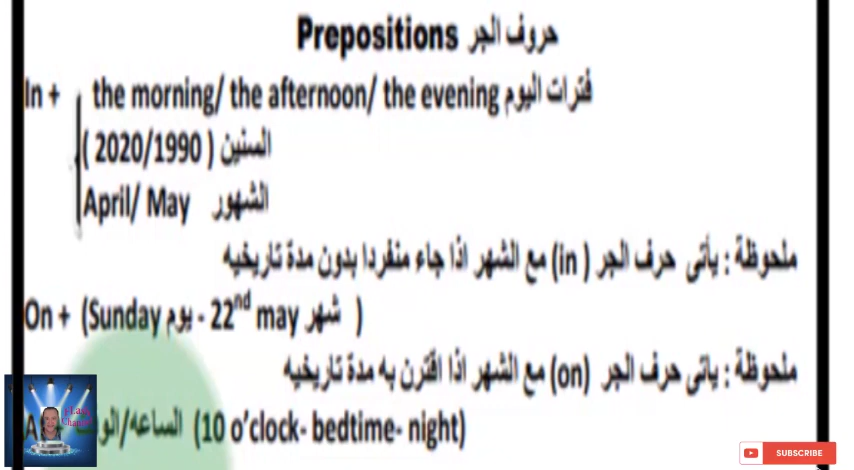 Prepositions حروف الجر
In + the morning/ the afternoon/ the evening فترات اليوم
( 2020/1990 ) السنين
April/ May الشهور
ملحوظة : يأتى حرف الجر ( in) مع الشهر اذا جاء منفردا بدون مدة تاريخيه
On + (Sunday يوم - 22nd may شهر )
ملحوظة : ياتى حرف الجر (on) مع الشهر اذا اقترن به مدة تاريخيه
الساعه/ (10 o’clock- bedtime- night)
SUBSCRIBE